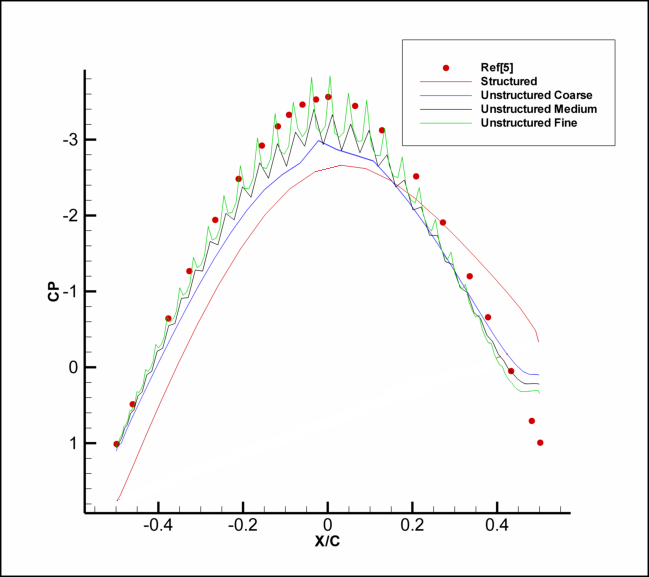 Ref[5]
Structured
Unstructured Coarse
Unstructured Medium
Unstructured Fine
-3
-2
-1
0
1
CP
-0.4 -0.2 0 0.2 0.4
X/C